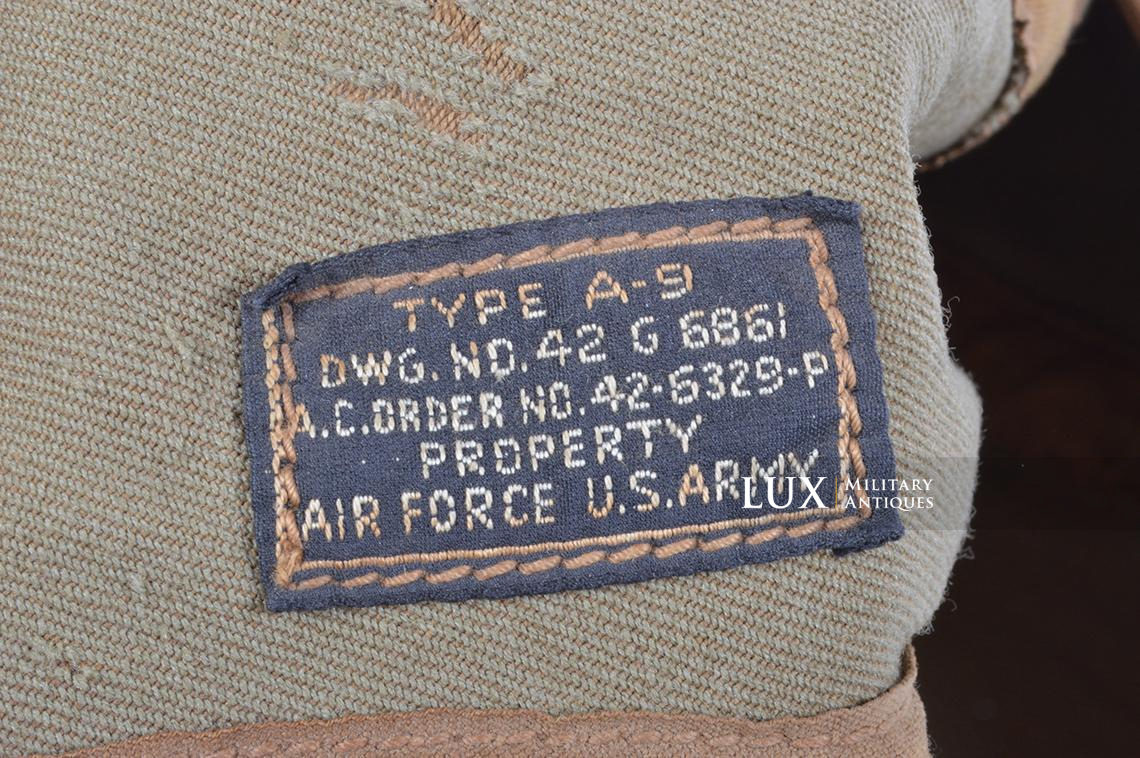 TYPE A-9
DWG. NO. 42 G 6861
A.C. ORDER NO. 42-6329-P
PROPERTY
AIR FORCE U.S. ARMY
LUX MILITARY ANTIQUES